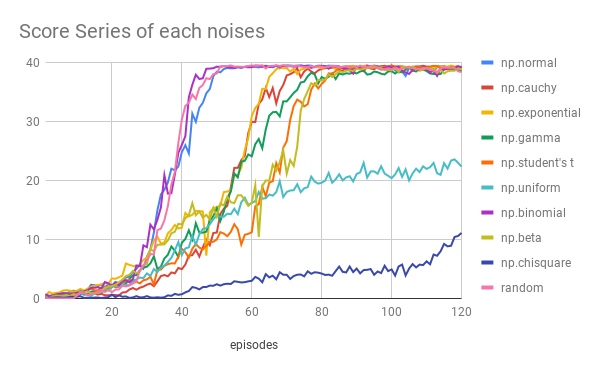 Score Series of each noises
40
30
20
10
0
20 40 60 80 100 120
episodes
np.normal
np.cauchy
np.exponential
np.gamma
np.student's t
np.uniform
np.binomial
np.beta
np.chisquare
random